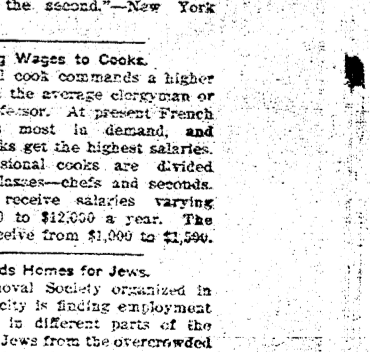 the second."—New York
g Wages to Cooks.
l cook commands a higher
the average clergyman or
fessor. At present French
s most in demand, and
ks get the highest salaries.
sional cooks are divided
lasses—chefs and seconds.
receive salaries varying
0 to $12,000 a year. The
ceive from $1,000 to $1,500.
ds Homes for Jews.
oval Society organized in
city is finding employment
in different parts of the
Jews from the overcrowded